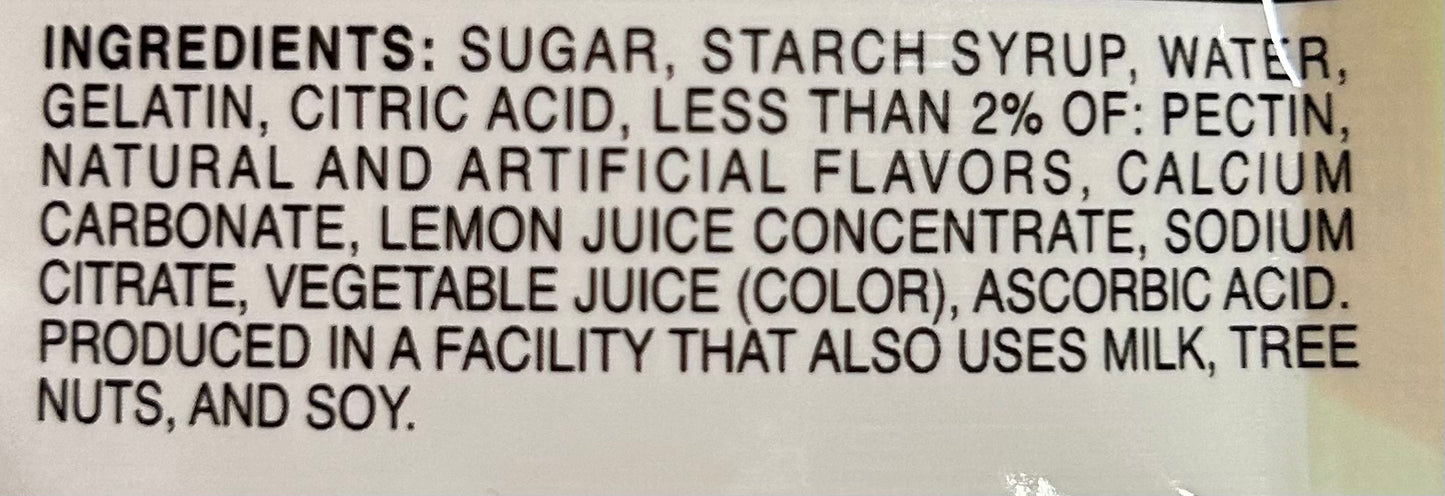 INGREDIENTS: SUGAR, STARCH SYRUP, WATER,
GELATIN, CITRIC ACID, LESS THAN 2% OF: PECTIN,
NATURAL AND ARTIFICIAL FLAVORS, CALCIUM
CARBONATE, LEMON JUICE CONCENTRATE, SODIUM
CITRATE, VEGETABLE JUICE (COLOR), ASCORBIC ACID.
PRODUCED IN A FACILITY THAT ALSO USES MILK, TREE
NUTS, AND SOY.